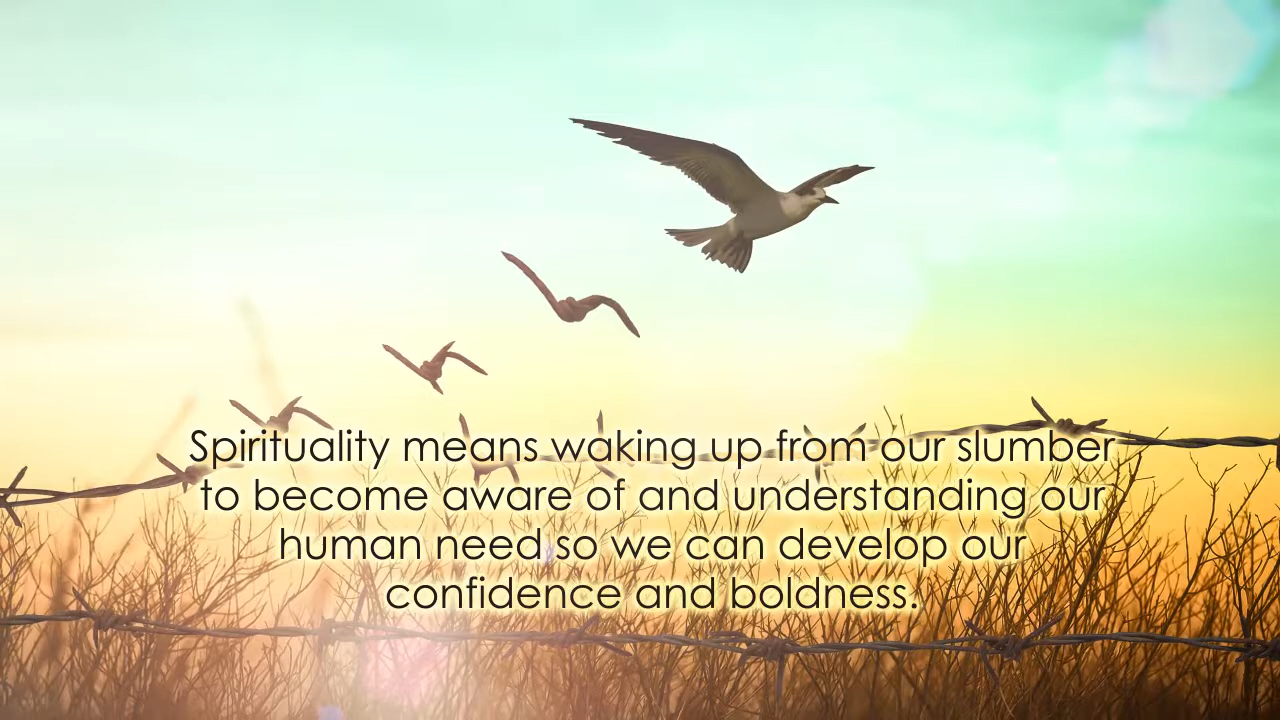 Spirituality means waking up from our slumber
to become aware of and understanding our
human need so we can develop our
confidence and boldness.